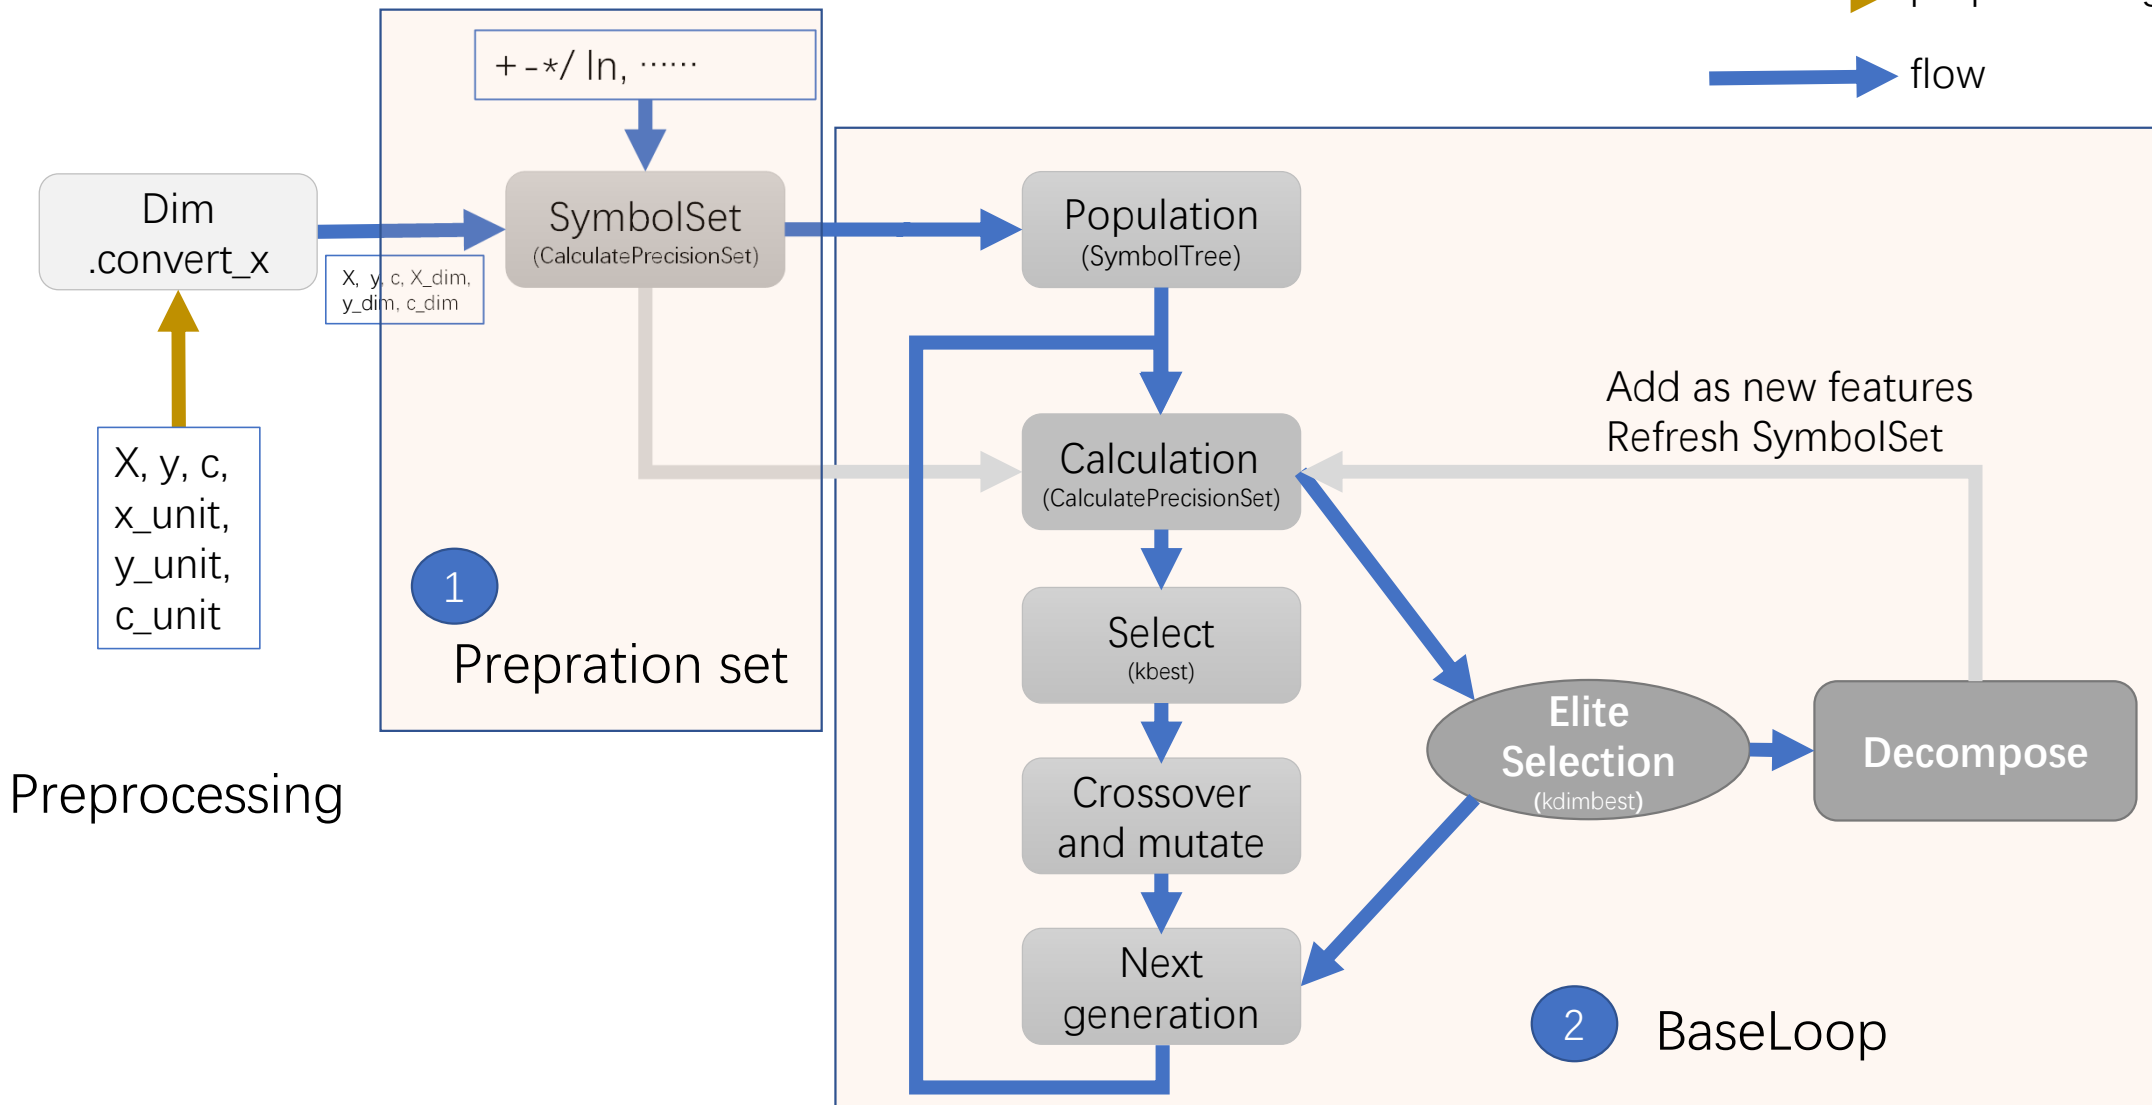 flow
+ -*/ ln, ······
Dim
.convert_x
SymbolSet
(CalculatePrecisionSet)
X, y, c, X_dim,
y_dim, c_dim
X, y, c,
x_unit,
y_unit,
c_unit
1
Prepration set
Preprocessing
Population
(SymbolTree)
Calculation
(CalculatePrecisionSet)
Add as new features
Refresh SymbolSet
Select
(kbest)
Crossover
and mutate
Next
generation
Elite
Selection
(kdimbest)
Decompose
2
BaseLoop